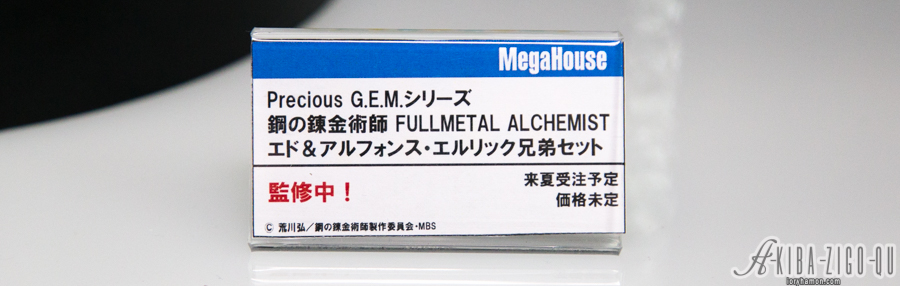 MegaHouse
Precious G.E.M.シリーズ
鋼の錬金術師 FULLMETAL ALCHEMIST
エド＆アルフォンス・エルリック兄弟セット
監修中！
来夏受注予定
価格未定
© 荒川弘／鋼の錬金術師製作委員会・MBS
A-KIBA-ZIGO-QU
loryhamon.com